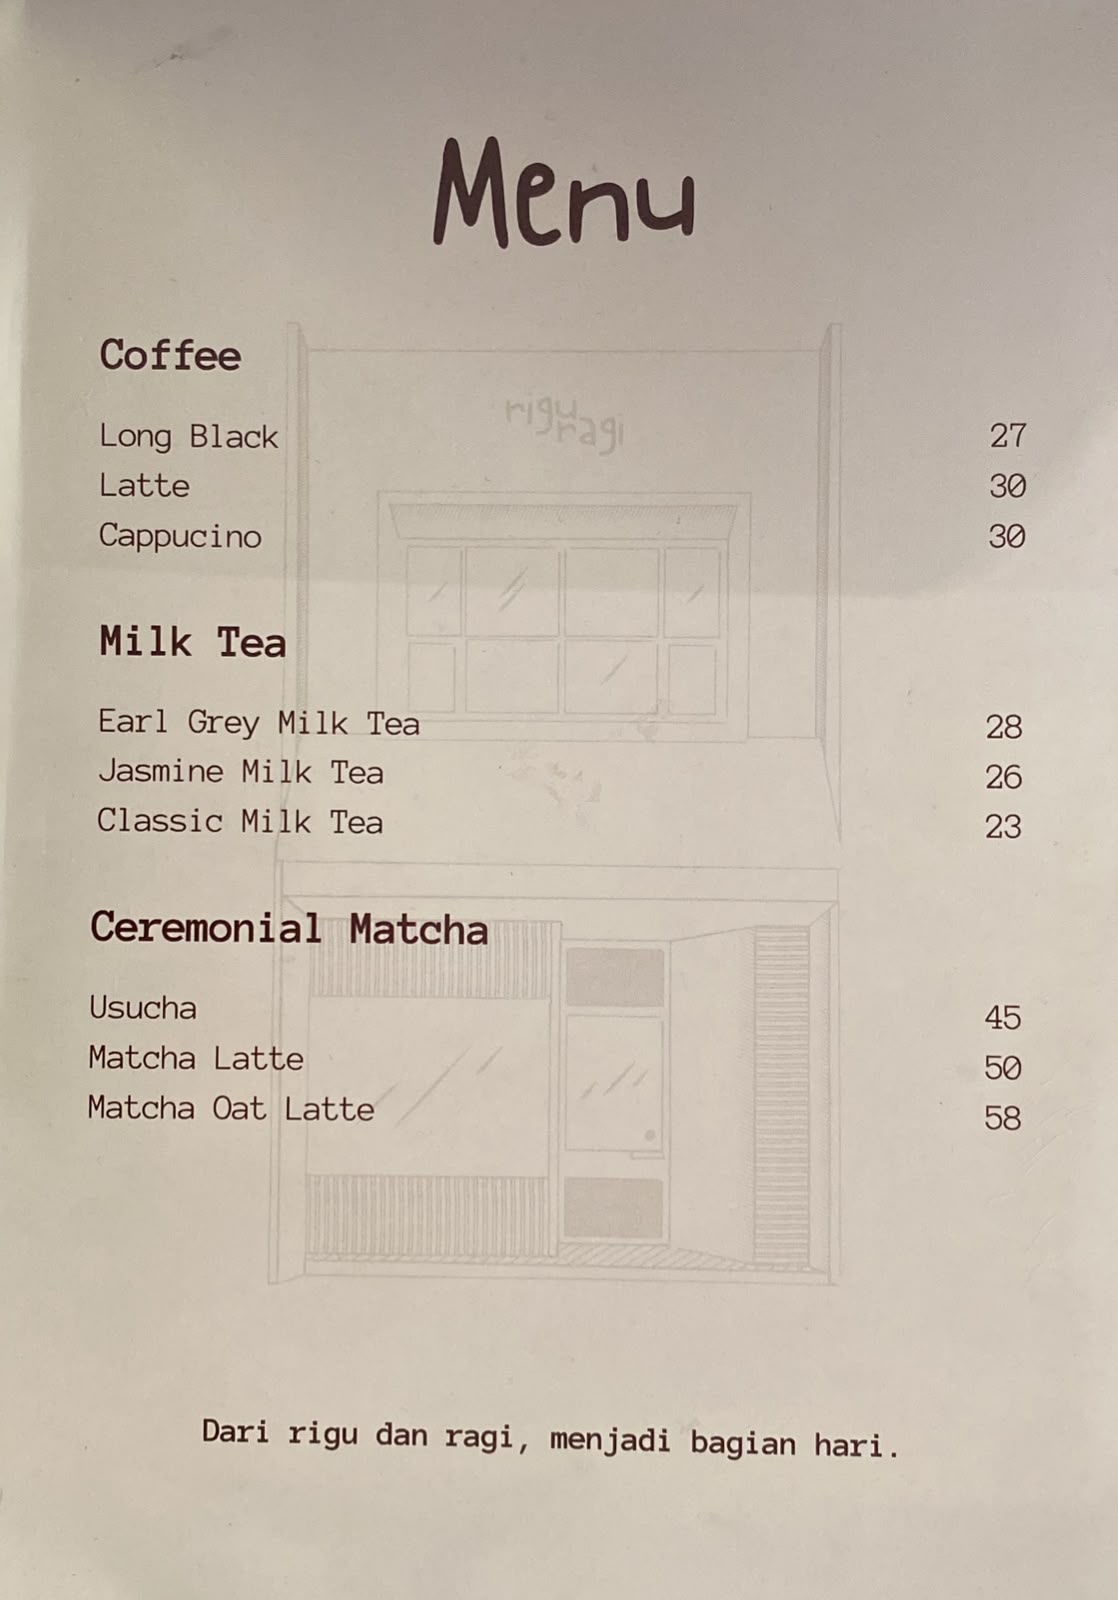 Menu
rigu
ragi
Coffee
Long Black 27
Latte 30
Cappucino 30
Milk Tea
Earl Grey Milk Tea 28
Jasmine Milk Tea 26
Classic Milk Tea 23
Ceremonial Matcha
Usucha 45
Matcha Latte 50
Matcha Oat Latte 58
Dari rigu dan ragi, menjadi bagian hari.